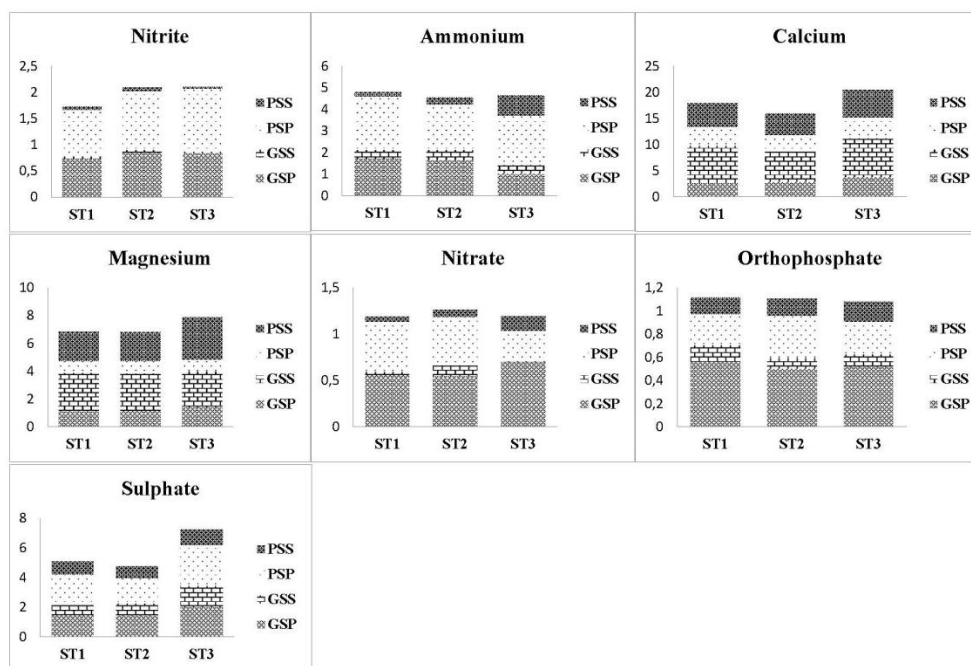 Nitrite
2,5
2
1,5
1
0,5
0
ST1 ST2 ST3
PSS
PSP
GSS
GSP
Ammonium
6
5
4
3
2
1
0
ST1 ST2 ST3
PSS
PSP
GSS
GSP
Calcium
25
20
15
10
5
0
ST1 ST2 ST3
PSS
PSP
GSS
GSP
Magnesium
10
8
6
4
2
0
ST1 ST2 ST3
PSS
PSP
GSS
GSP
Nitrate
1,5
1
0,5
0
ST1 ST2 ST3
PSS
PSP
GSS
GSP
Orthophosphate
1,2
1
0,8
0,6
0,4
0,2
0
ST1 ST2 ST3
PSS
PSP
GSS
GSP
Sulphate
8
6
4
2
0
ST1 ST2 ST3
PSS
PSP
GSS
GSP